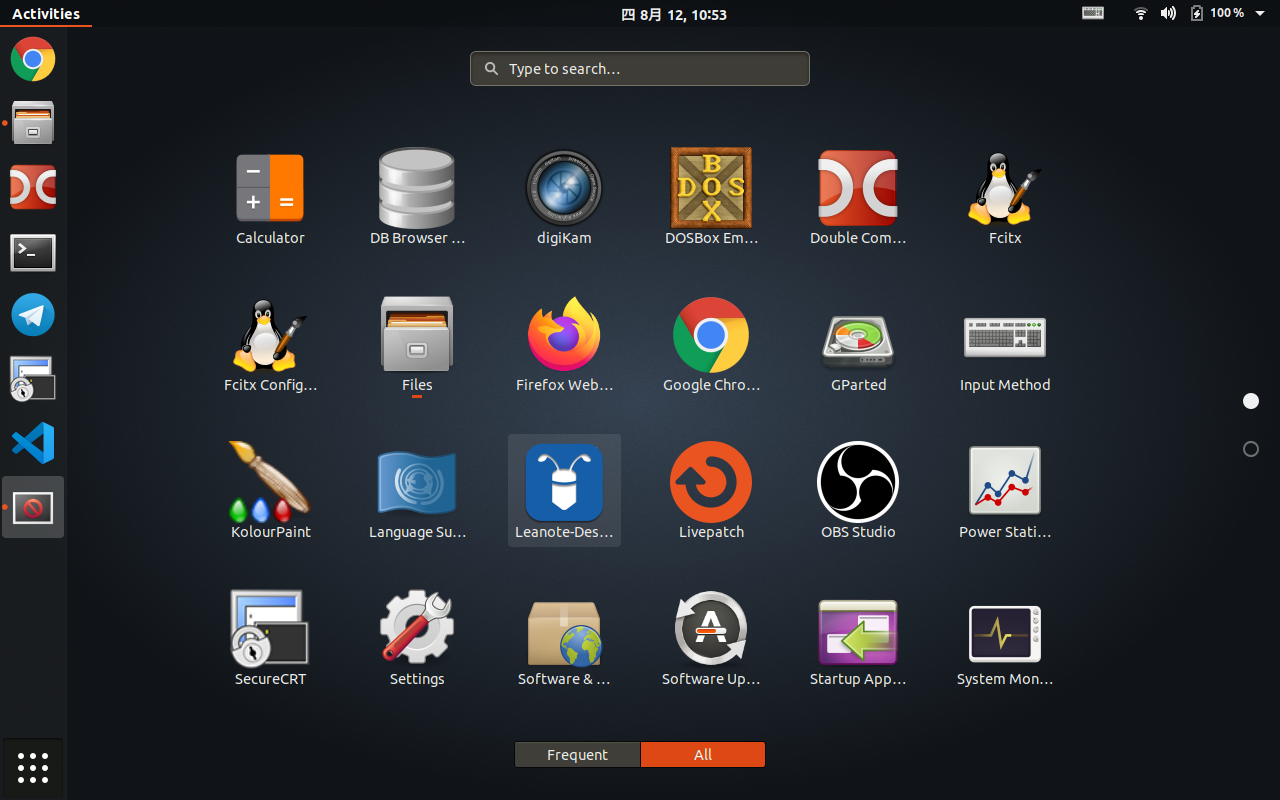 Activities
四 8月 12, 10:53
100 %
Type to search…
Calculator
DB Browser …
digiKam
DOSBox Em…
Double Com…
Fcitx
Fcitx Config…
Files
Firefox Web…
Google Chro…
GParted
Input Method
KolourPaint
Language Su…
Leanote-Des…
Livepatch
OBS Studio
Power Stati…
SecureCRT
Settings
Software & …
Software Up…
Startup App…
System Mon…
Frequent
All